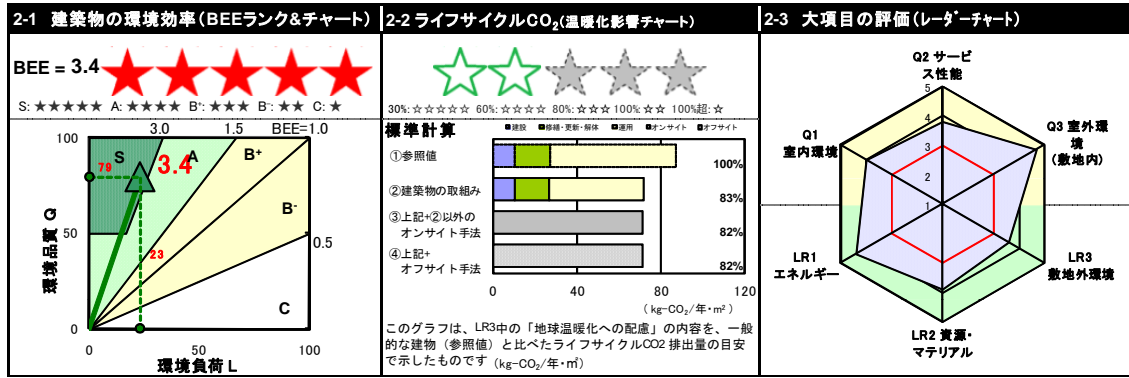 2-1 建築物の環境効率(BEEランク&チャート)
BEE = 3.4
S: ★★★★★ A: ★★★★ B⁺: ★★★ B⁻: ★★ C: ★
3.0 1.5 BEE=1.0
100
S
A
B⁺
79
3.4
B⁻
50
0.5
23
C
0
0 50 100
環境品質 Q
環境負荷 L
2-2 ライフサイクルCO₂(温暖化影響チャート)
30%: ☆☆☆☆☆ 60%: ☆☆☆☆ 80%: ☆☆☆ 100%: ☆☆ 100%超: ☆
標準計算
■建設 ■修繕・更新・解体 ■運用 ■オンサイト ■オフサイト
①参照値
100%
②建築物の取組み
83%
③上記+②以外の
オンサイト手法
82%
④上記+
オフサイト手法
82%
0 40 80 120
(kg-CO₂/年・m²)
このグラフは、LR3中の「地球温暖化への配慮」の内容を、一般
的な建物(参照値)と比べたライフサイクルCO2 排出量の目安
で示したものです (kg-CO₂/年・㎡)
2-3 大項目の評価(レーダーチャート)
Q2 サービ
ス性能
5
4
3
2
1
Q1
室内環境
Q3 室外環
境
(敷地内)
LR1
エネルギー
LR3
敷地外環境
LR2 資源・
マテリアル